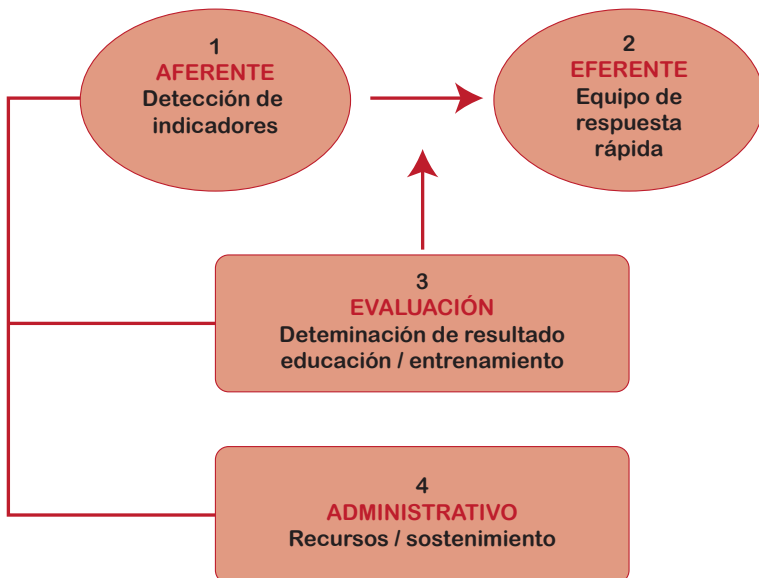 1
AFERENTE
Detección de
indicadores
2
EFERENTE
Equipo de
respuesta
rápida
3
EVALUACIÓN
Deteminación de resultado
educación / entrenamiento
4
ADMINISTRATIVO
Recursos / sostenimiento